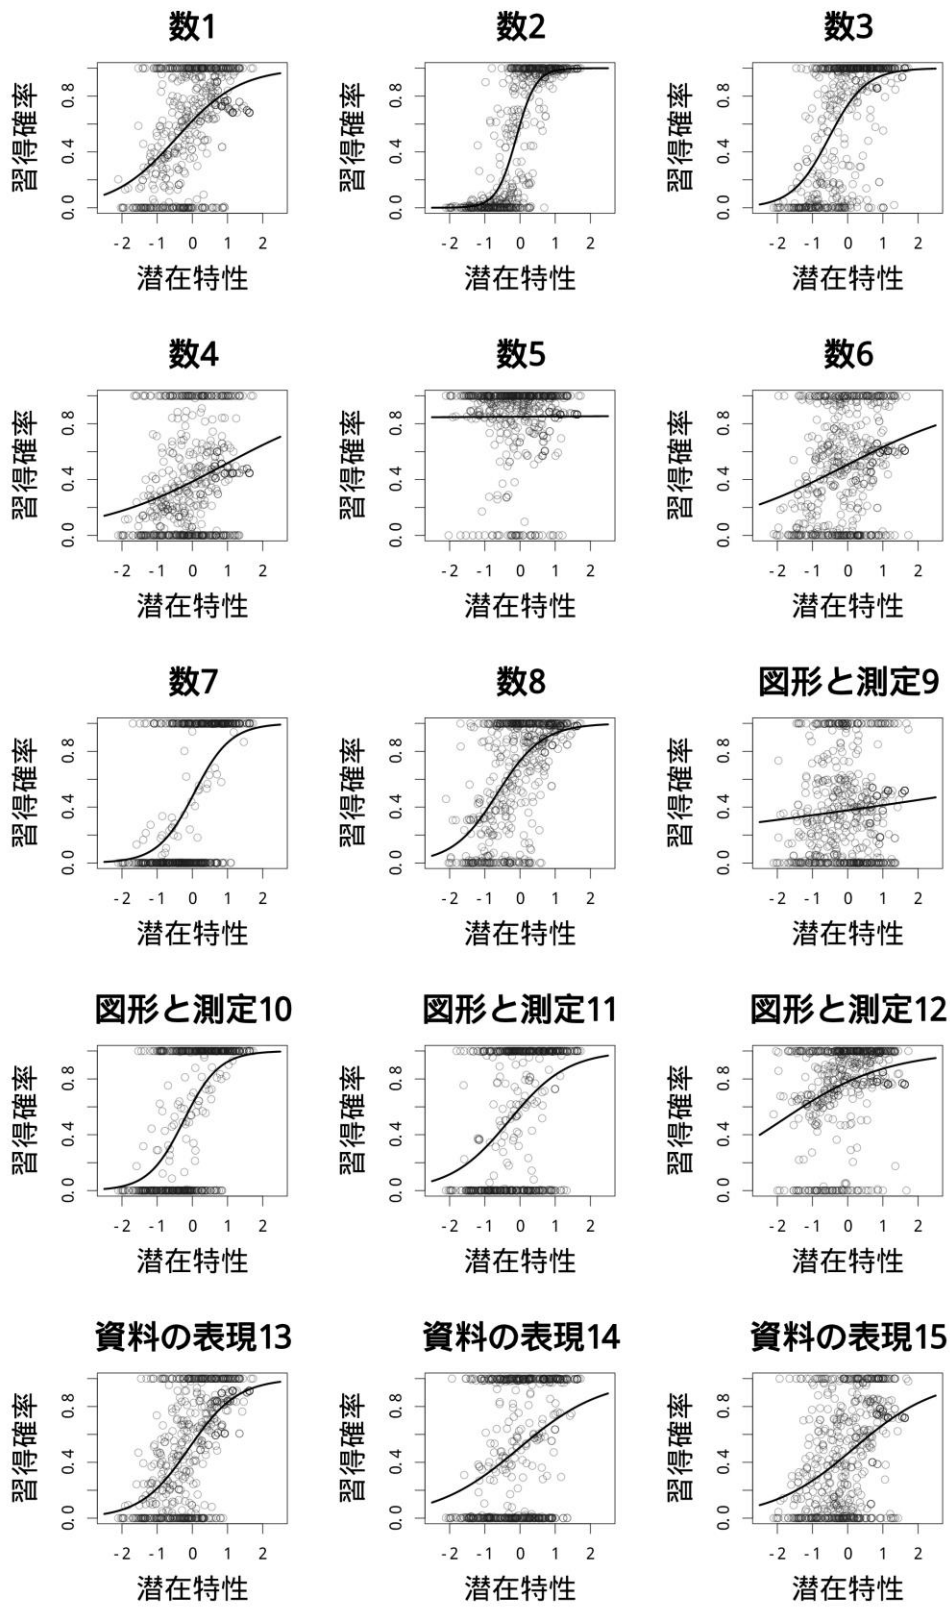 数1
習得確率
0.0 0.4 0.8
-2 -1 0 1 2
潜在特性
数2
習得確率
0.0 0.4 0.8
-2 -1 0 1 2
潜在特性
数3
習得確率
0.0 0.4 0.8
-2 -1 0 1 2
潜在特性
数4
習得確率
0.0 0.4 0.8
-2 -1 0 1 2
潜在特性
数5
習得確率
0.0 0.4 0.8
-2 -1 0 1 2
潜在特性
数6
習得確率
0.0 0.4 0.8
-2 -1 0 1 2
潜在特性
数7
習得確率
0.0 0.4 0.8
-2 -1 0 1 2
潜在特性
数8
習得確率
0.0 0.4 0.8
-2 -1 0 1 2
潜在特性
図形と測定9
習得確率
0.0 0.4 0.8
-2 -1 0 1 2
潜在特性
図形と測定10
習得確率
0.0 0.4 0.8
-2 -1 0 1 2
潜在特性
図形と測定11
習得確率
0.0 0.4 0.8
-2 -1 0 1 2
潜在特性
図形と測定12
習得確率
0.0 0.4 0.8
-2 -1 0 1 2
潜在特性
資料の表現13
習得確率
0.0 0.4 0.8
-2 -1 0 1 2
潜在特性
資料の表現14
習得確率
0.0 0.4 0.8
-2 -1 0 1 2
潜在特性
資料の表現15
習得確率
0.0 0.4 0.8
-2 -1 0 1 2
潜在特性